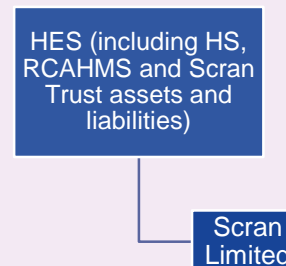 HES (including HS,
RCAHMS and Scran
Trust assets and
liabilities)
Scran
Limited